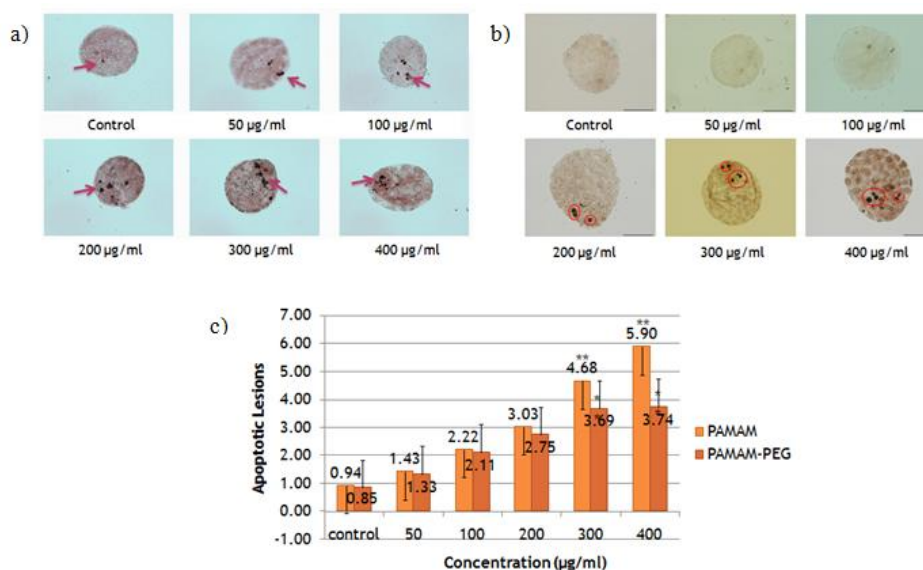 a)
Control
50 µg/ml
100 µg/ml
200 µg/ml
300 µg/ml
400 µg/ml
b)
Control
50 µg/ml
100 µg/ml
200 µg/ml
300 µg/ml
400 µg/ml
c)
Apoptotic Lesions
7.00
6.00
5.00
4.00
3.00
2.00
1.00
0.00
-1.00
0.94
0.85
1.43
1.33
2.22
2.11
3.03
2.75
**
4.68
*
3.69
**
5.90
*
*
3.74
control
50
100
200
300
400
Concentration (µg/ml)
PAMAM
PAMAM-PEG